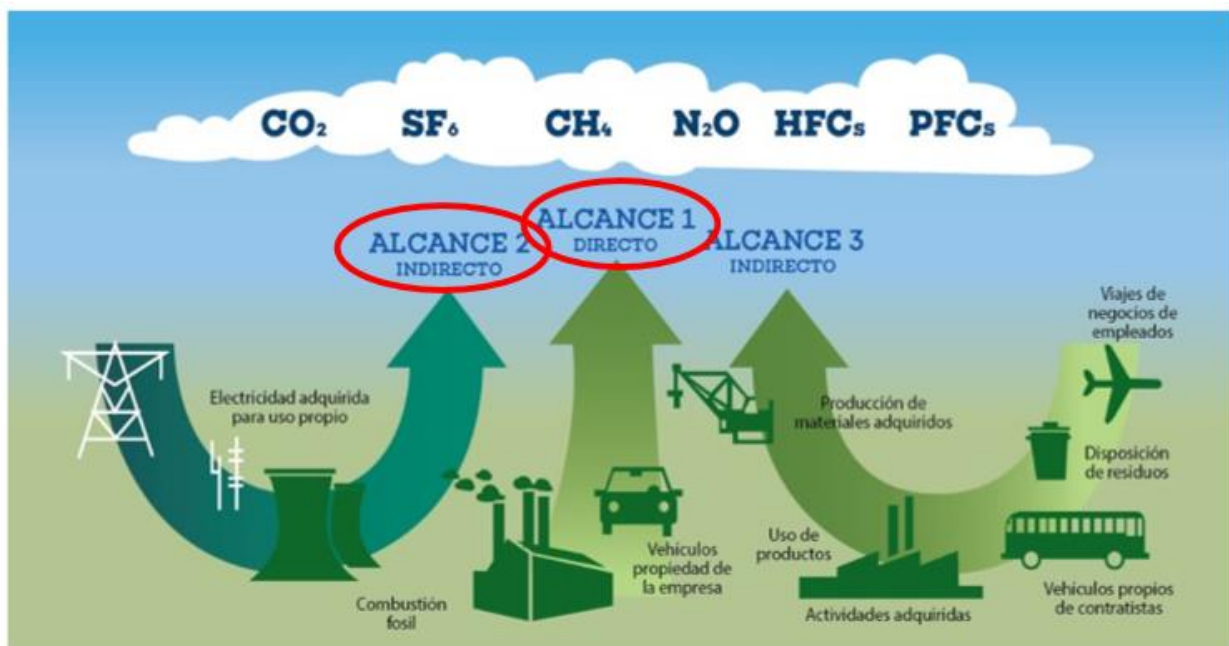 CO₂ SF₆ CH₄ N₂O HFCs PFCs
ALCANCE 2
INDIRECTO
ALCANCE 1
DIRECTO
ALCANCE 3
INDIRECTO
Electricidad adquirida
para uso propio
Combustión
fosil
Vehículos
propiedad de
la empresa
Producción de
materiales adquiridos
Uso de
productos
Actividades adquiridas
Viajes de
negocios de
empleados
Disposición
de residuos
Vehículos propios
de contratistas